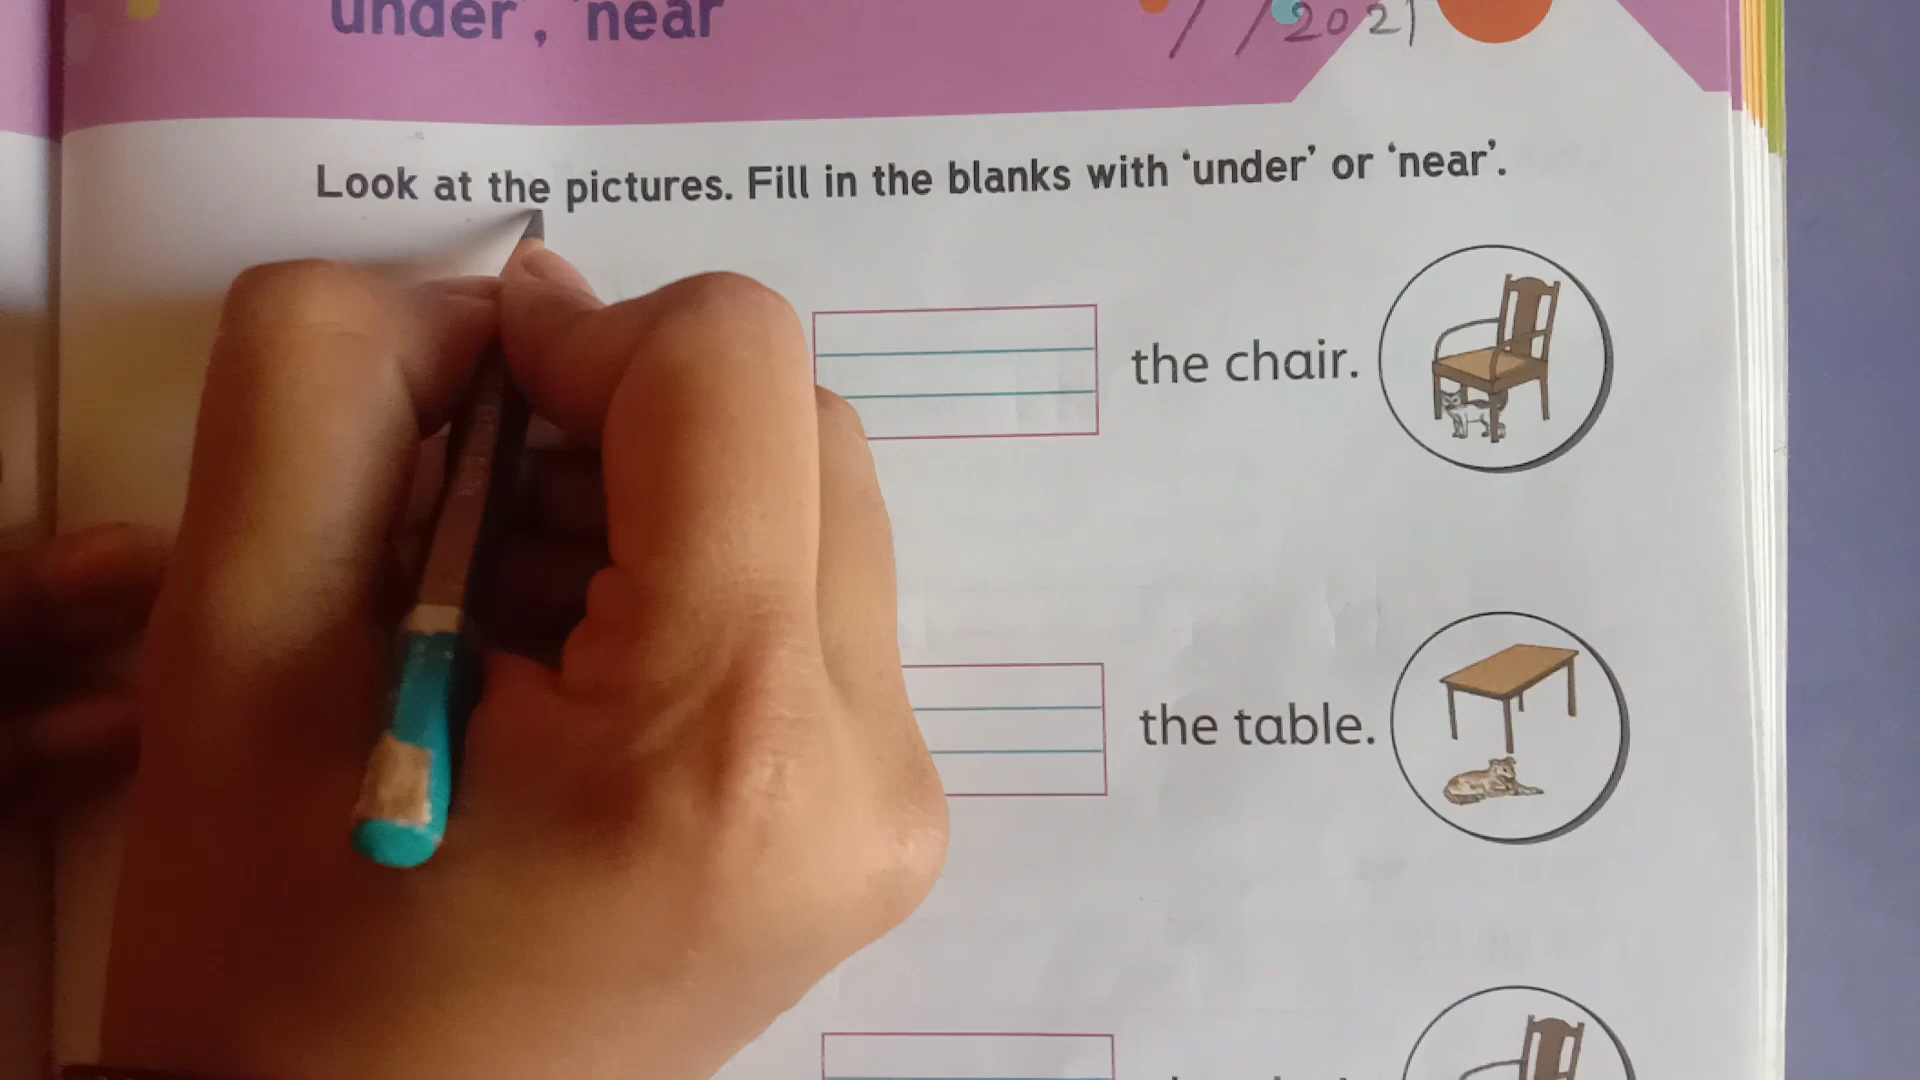 under', 'near
/ /2021
Look at the pictures. Fill in the blanks with 'under' or 'near'.
the chair.
the table.